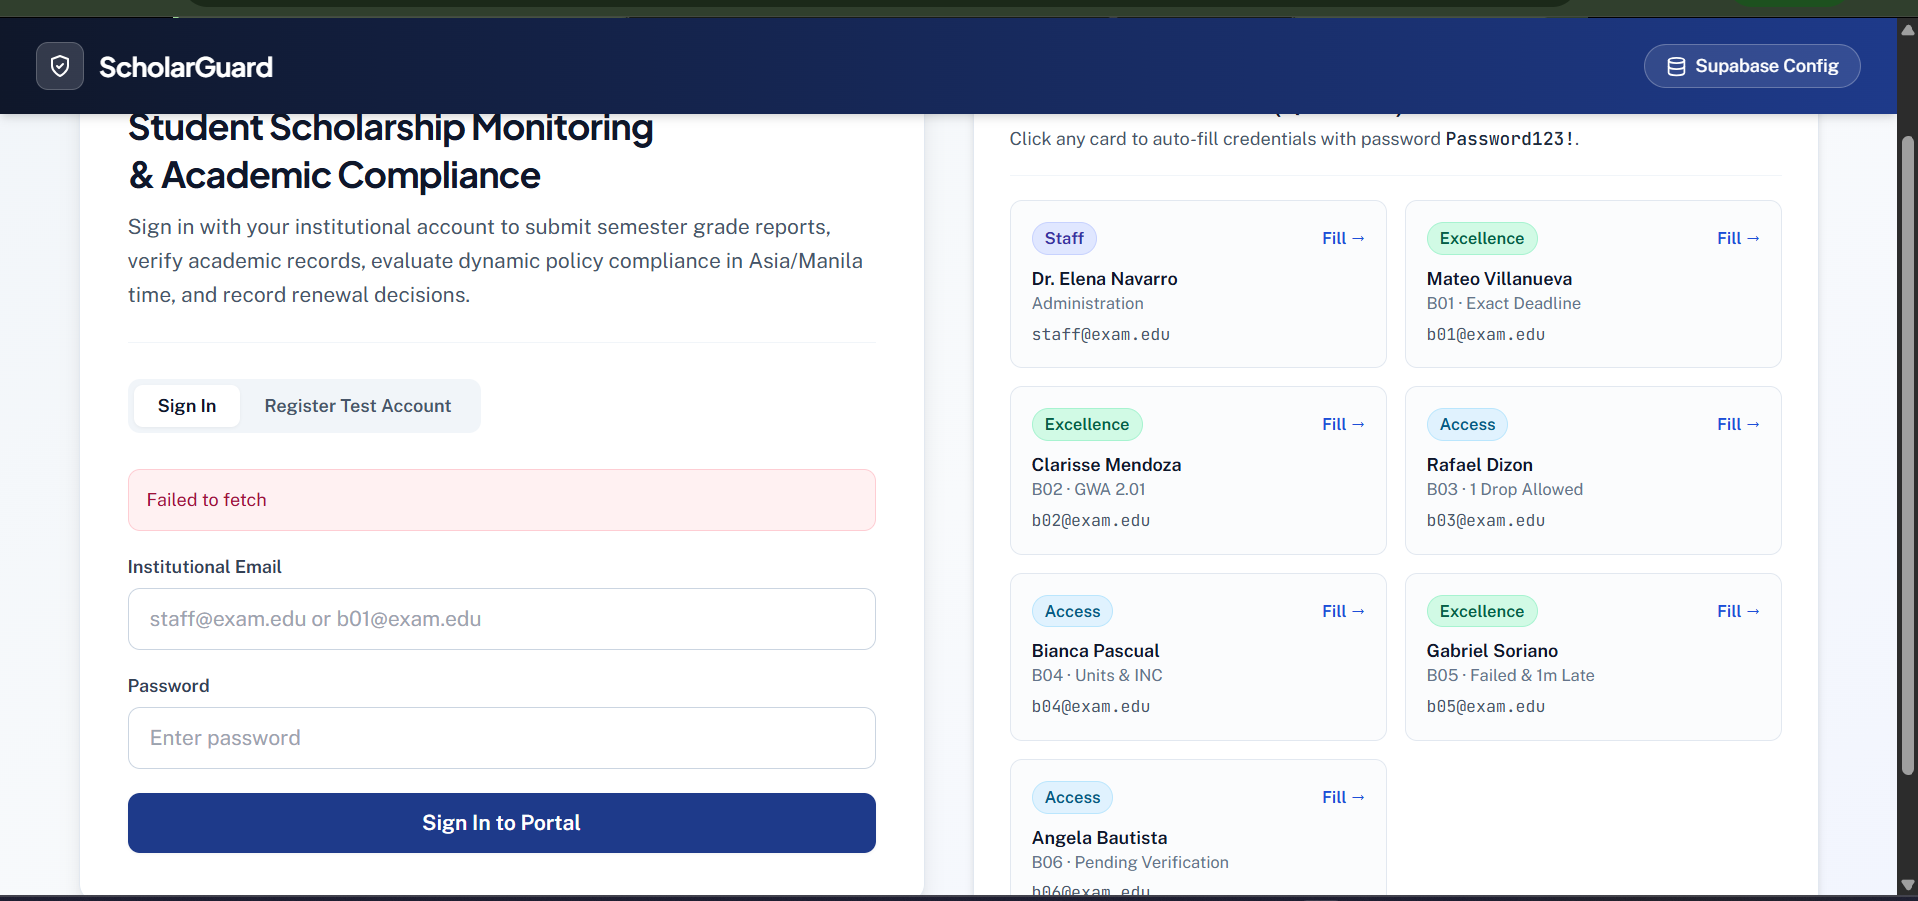 ScholarGuard
Supabase Config
Student Scholarship Monitoring
& Academic Compliance
Sign in with your institutional account to submit semester grade reports,
verify academic records, evaluate dynamic policy compliance in Asia/Manila
time, and record renewal decisions.
Sign In
Register Test Account
Failed to fetch
Institutional Email
staff@exam.edu or b01@exam.edu
Password
Enter password
Sign In to Portal
Click any card to auto-fill credentials with password Password123!.
Staff
Fill →
Dr. Elena Navarro
Administration
staff@exam.edu
Excellence
Fill →
Mateo Villanueva
B01 · Exact Deadline
b01@exam.edu
Excellence
Fill →
Clarisse Mendoza
B02 · GWA 2.01
b02@exam.edu
Access
Fill →
Rafael Dizon
B03 · 1 Drop Allowed
b03@exam.edu
Access
Fill →
Bianca Pascual
B04 · Units & INC
b04@exam.edu
Excellence
Fill →
Gabriel Soriano
B05 · Failed & 1m Late
b05@exam.edu
Access
Fill →
Angela Bautista
B06 · Pending Verification
b06@exam.edu